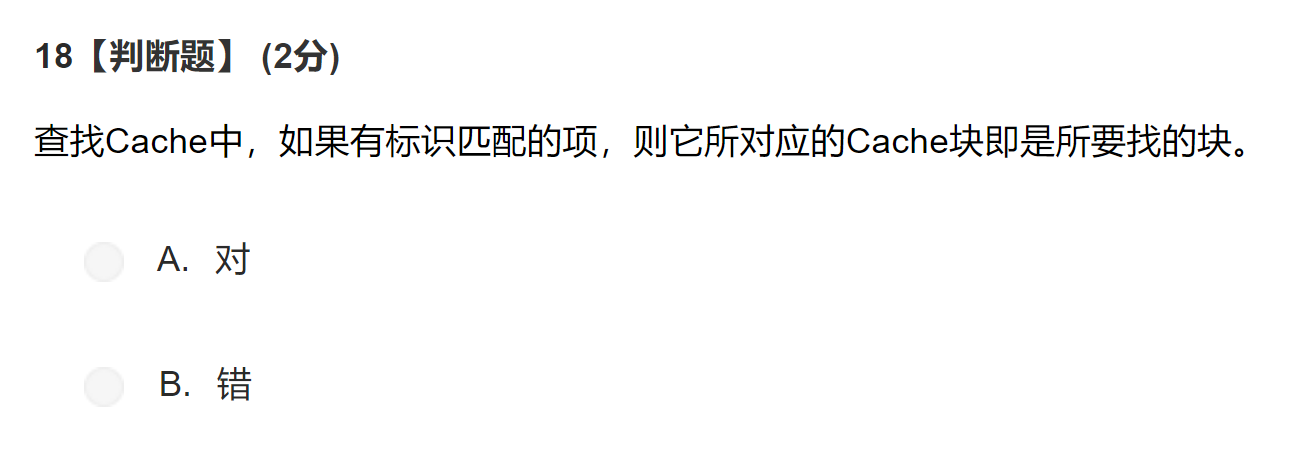 18【判断题】 (2分)
查找Cache中，如果有标识匹配的项，则它所对应的Cache块即是所要找的块。
A. 对
B. 错